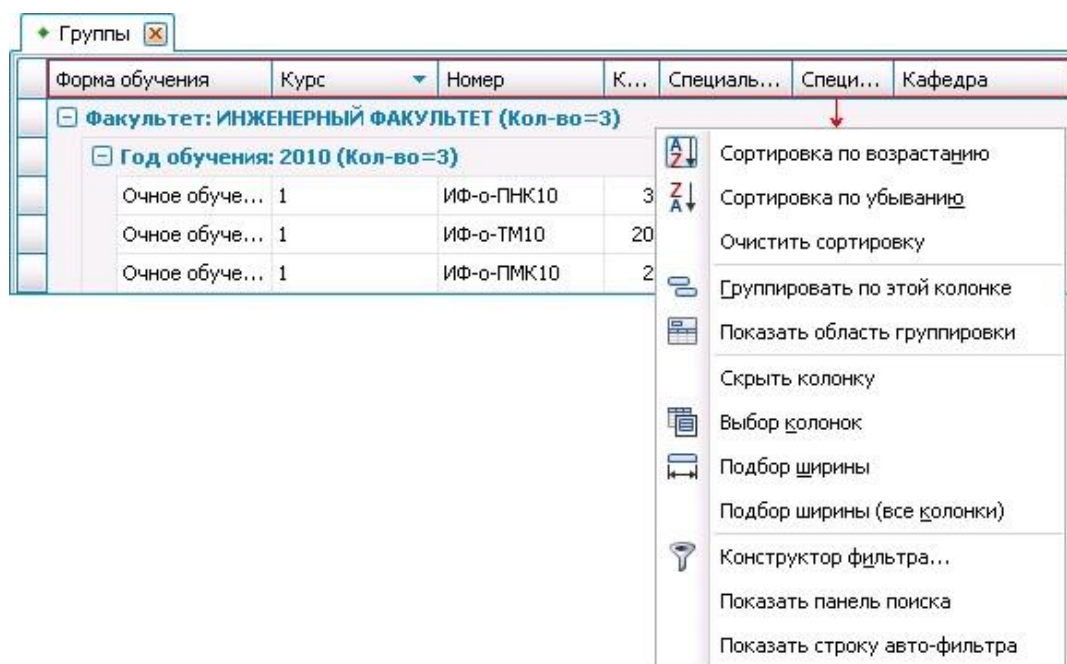 Группы
Форма обучения Курс Номер К... Специаль... Специ... Кафедра
Факультет: ИНЖЕНЕРНЫЙ ФАКУЛЬТЕТ (Кол-во=3)
Год обучения: 2010 (Кол-во=3)
Очное обуче... 1 ИФ-о-ПНК10 3
Очное обуче... 1 ИФ-о-ТМ10 20
Очное обуче... 1 ИФ-о-ПМК10 2
Сортировка по возрастанию
Сортировка по убыванию
Очистить сортировку
Группировать по этой колонке
Показать область группировки
Скрыть колонку
Выбор колонок
Подбор ширины
Подбор ширины (все колонки)
Конструктор фильтра...
Показать панель поиска
Показать строку авто-фильтра